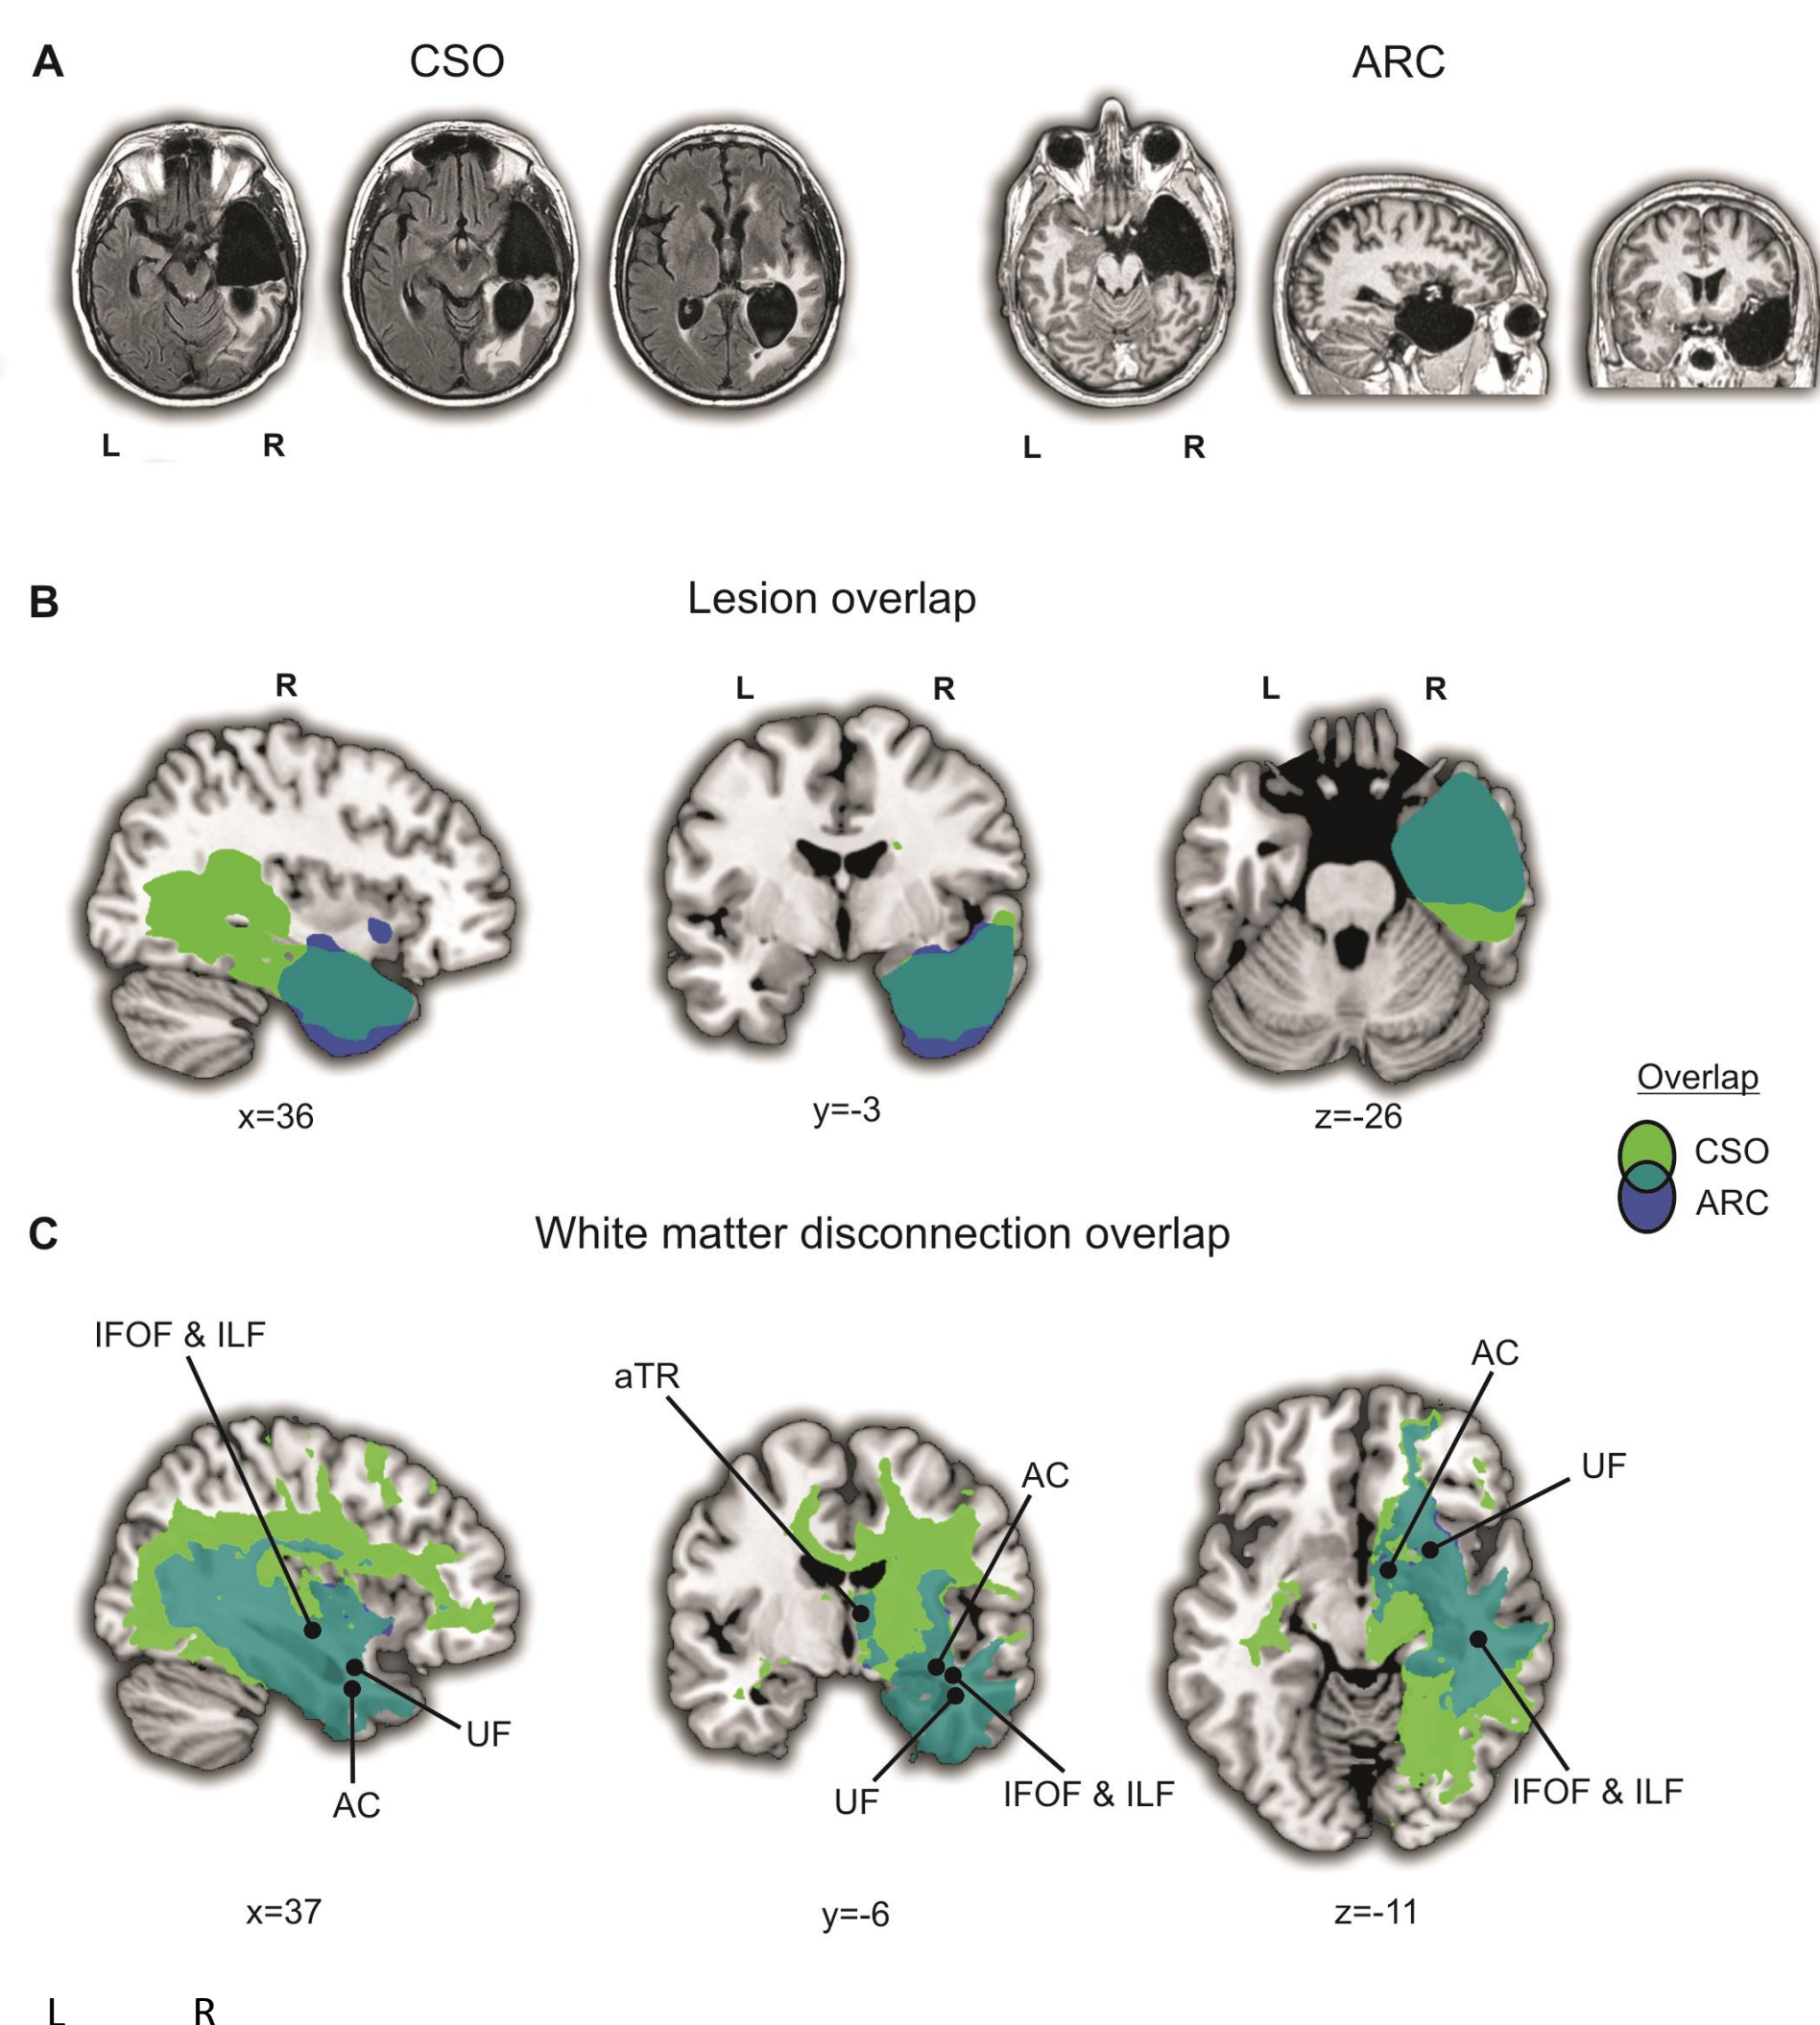 A
CSO
ARC
L R
L R
B
Lesion overlap
R
L R
L R
x=36
y=-3
z=-26
Overlap
CSO
ARC
C
White matter disconnection overlap
IFOF & ILF
aTR
AC
AC
UF
UF
AC
UF
IFOF & ILF
IFOF & ILF
x=37
y=-6
z=-11
L R